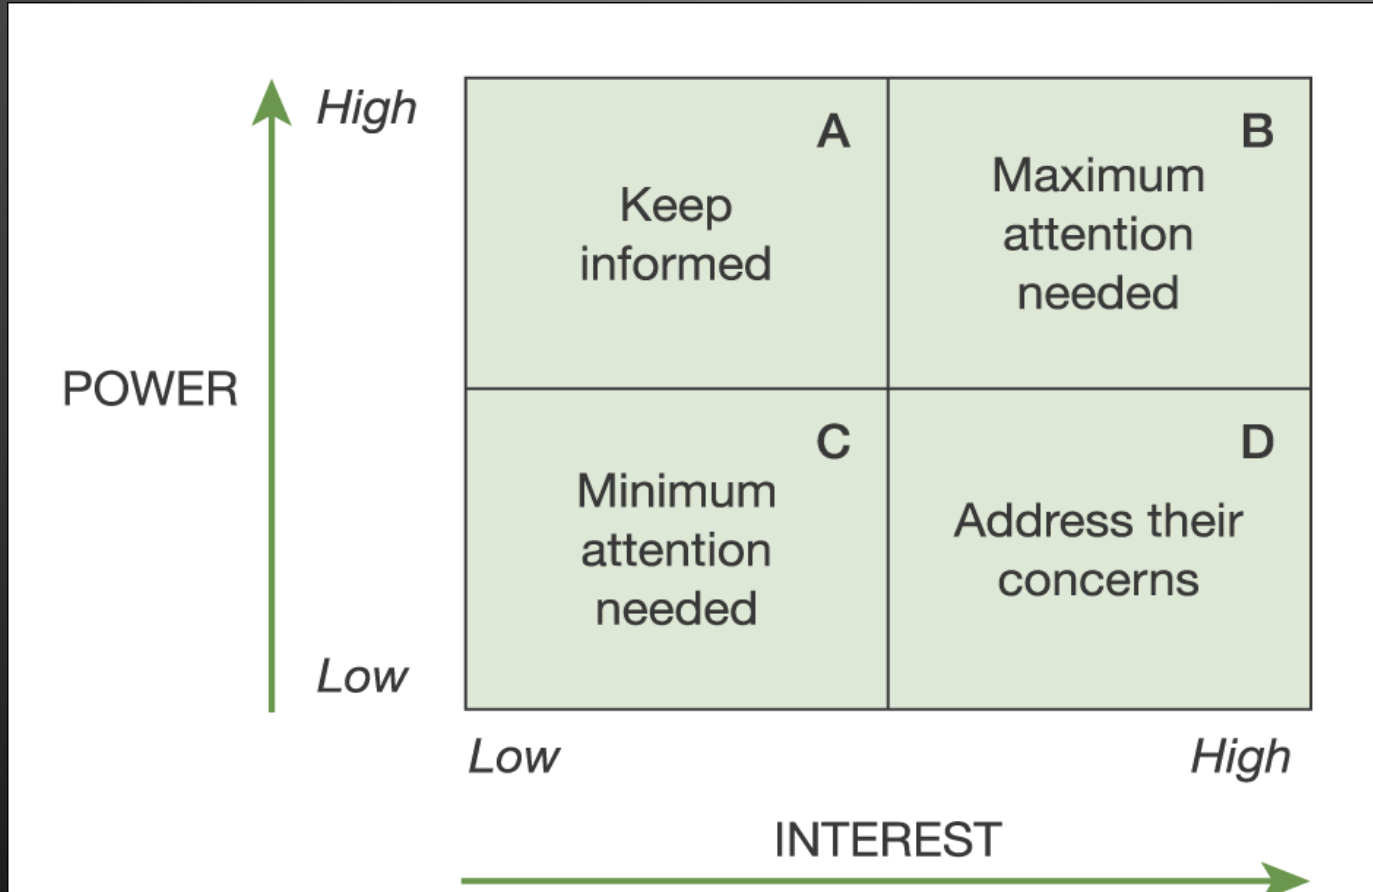 High
A
B
Keep
informed
Maximum
attention
needed
POWER
C
D
Minimum
attention
needed
Address their
concerns
Low
Low
High
INTEREST